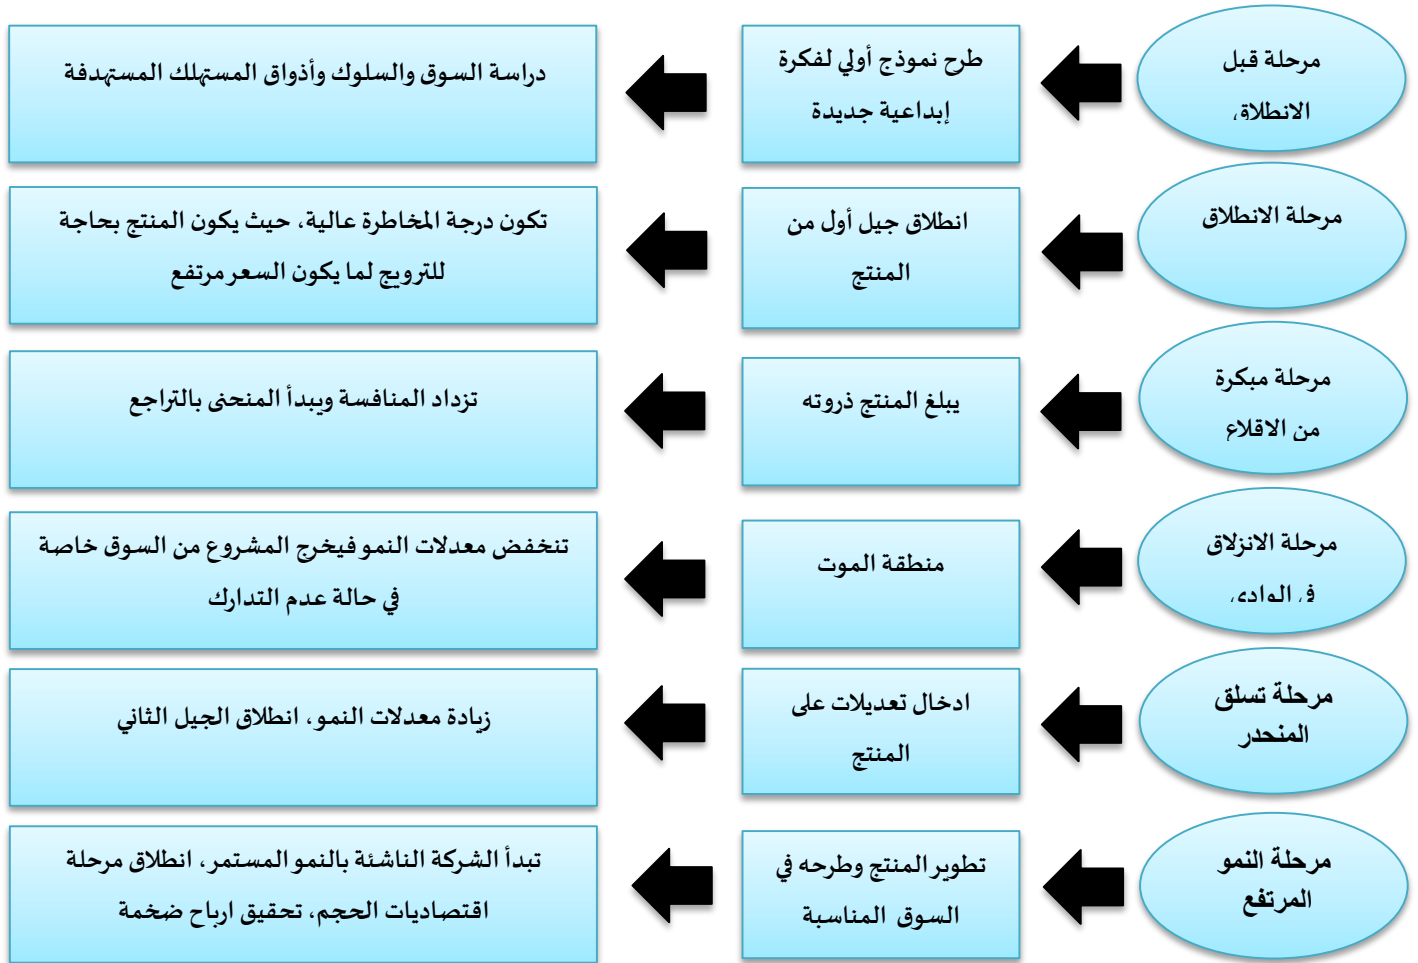 مرحلة قبل
الانطلاق
طرح نموذج أولي لفكرة
إبداعية جديدة
دراسة السوق والسلوك وأذواق المستهلك المستهدفة
مرحلة الانطلاق
انطلاق جيل أول من
المنتج
تكون درجة المخاطرة عالية، حيث يكون المنتج بحاجة
للترويج لما يكون السعر مرتفع
مرحلة مبكرة
من الاقلاع
يبلغ المنتج ذروته
تزداد المنافسة ويبدأ المنحنى بالتراجع
مرحلة الانزلاق
في الوادي
منطقة الموت
تنخفض معدلات النمو فيخرج المشروع من السوق خاصة
في حالة عدم التدارك
مرحلة تسلق
المنحدر
ادخال تعديلات على
المنتج
زيادة معدلات النمو، انطلاق الجيل الثاني
مرحلة النمو
المرتفع
تطوير المنتج وطرحه في
السوق المناسبة
تبدأ الشركة الناشئة بالنمو المستمر، انطلاق مرحلة
اقتصاديات الحجم، تحقيق ارباح ضخمة